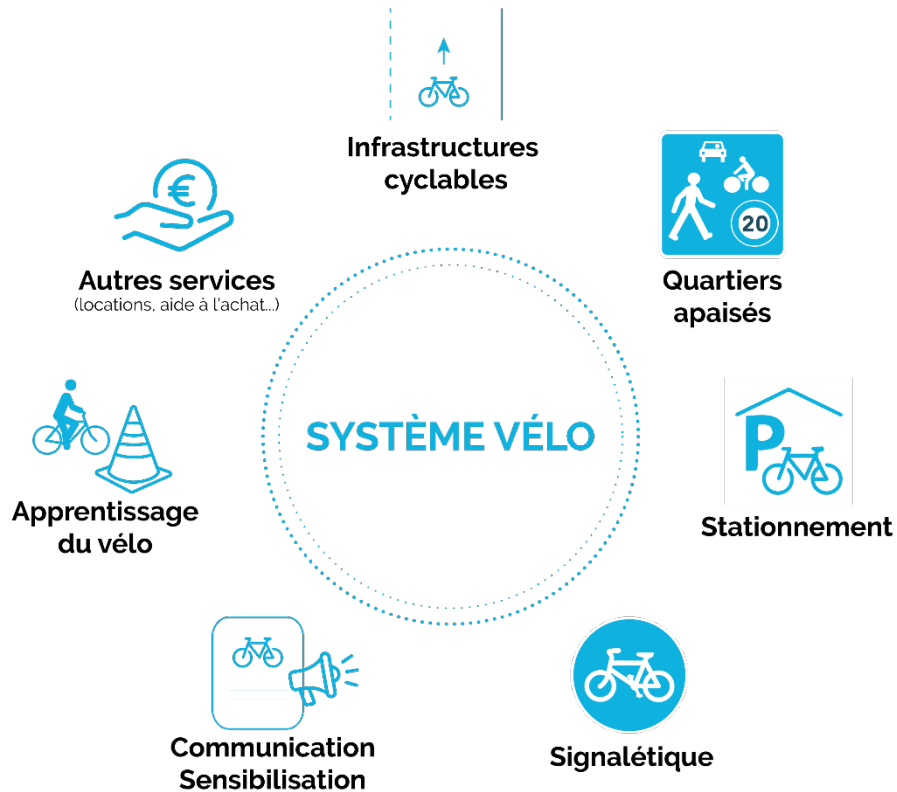 Infrastructures
cyclables
20
Quartiers
apaisés
P
Stationnement
Signalétique
Communication
Sensibilisation
Apprentissage
du vélo
€
Autres services
(locations, aide à l'achat...)
SYSTÈME VÉLO